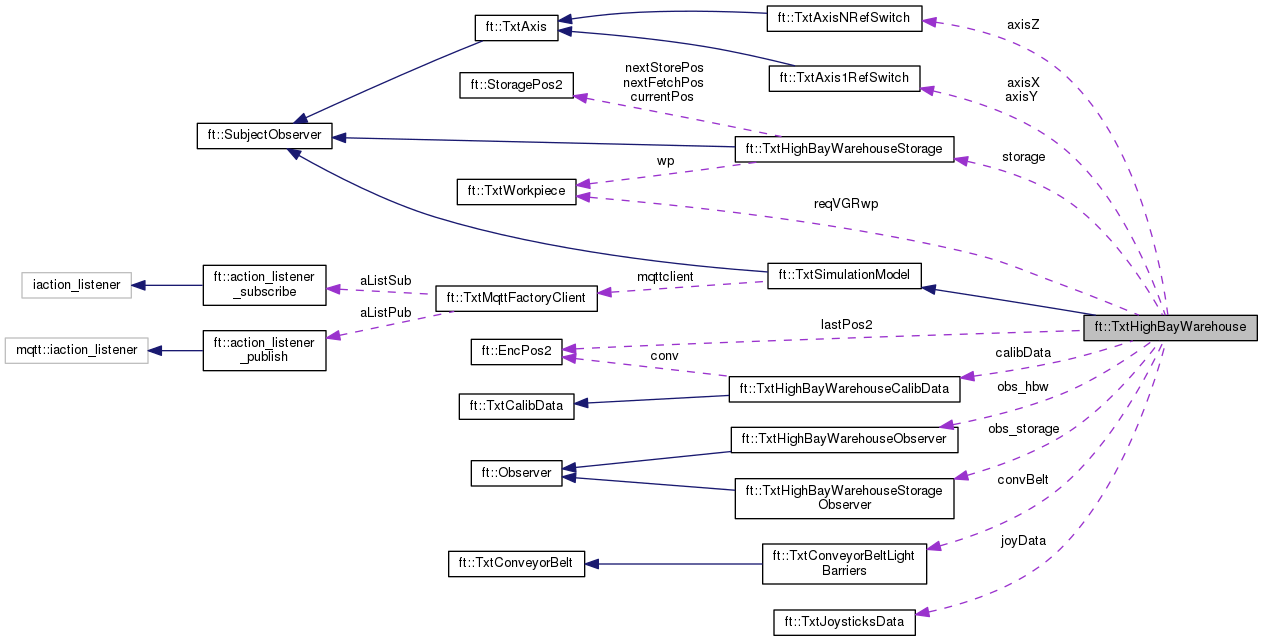 ft::TxtAxis
ft::TxtAxisNRefSwitch
axisZ
ft::StoragePos2
nextStorePos
nextFetchPos
currentPos
ft::TxtAxis1RefSwitch
axisX
axisY
ft::SubjectObserver
ft::TxtHighBayWarehouseStorage
storage
wp
ft::TxtWorkpiece
reqVGRwp
iaction_listener
ft::action_listener
_subscribe
aListSub
ft::TxtMqttFactoryClient
mqttclient
ft::TxtSimulationModel
mqtt::iaction_listener
ft::action_listener
_publish
aListPub
ft::TxtHighBayWarehouse
lastPos2
ft::EncPos2
conv
calibData
ft::TxtCalibData
ft::TxtHighBayWarehouseCalibData
obs_hbw
ft::TxtHighBayWarehouseObserver
obs_storage
ft::Observer
ft::TxtHighBayWarehouseStorage
Observer
convBelt
ft::TxtConveyorBelt
ft::TxtConveyorBeltLight
Barriers
joyData
ft::TxtJoysticksData